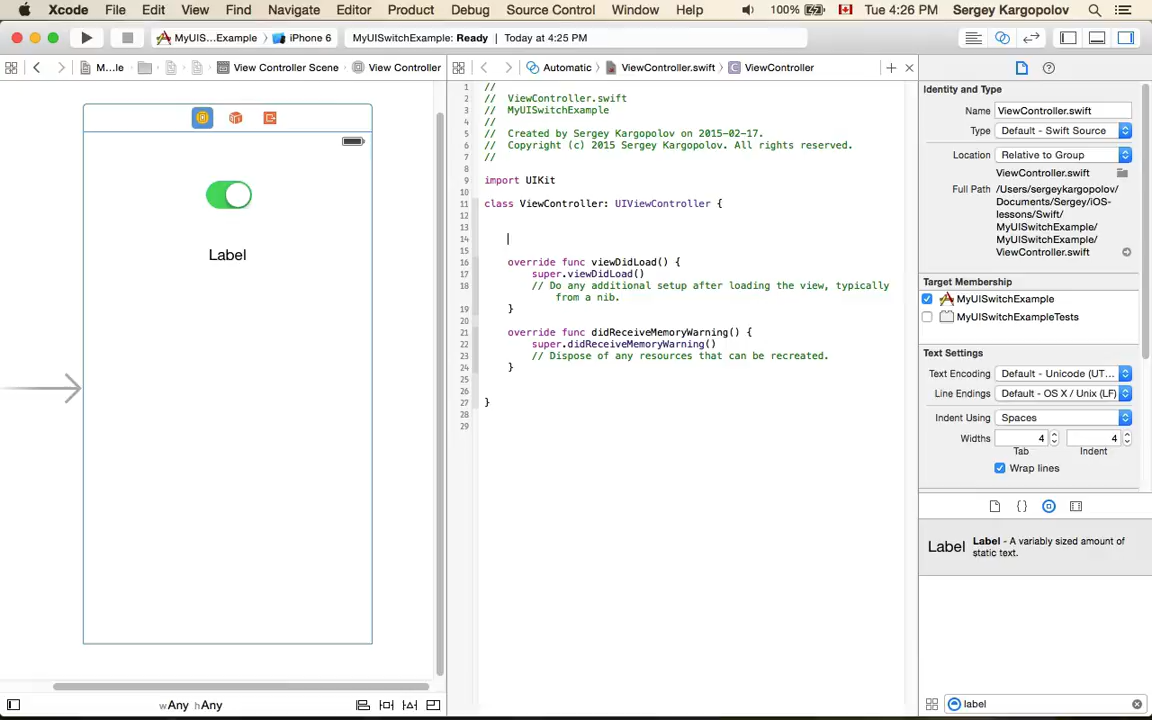 Xcode File Edit View Find Navigate Editor Product Debug Source Control Window Help 100% Tue 4:26 PM Sergey Kargopolov
MyUIS...Example iPhone 6 MyUISwitchExample: Ready Today at 4:25 PM
M...le View Controller Scene View Controller Automatic ViewController.swift ViewController
1 //
2 // ViewController.swift
3 // MyUISwitchExample
4 //
5 // Created by Sergey Kargopolov on 2015-02-17.
6 // Copyright (c) 2015 Sergey Kargopolov. All rights reserved.
7 //
8
9 import UIKit
10
11 class ViewController: UIViewController {
12
13
14
15
16 override func viewDidLoad() {
17 super.viewDidLoad()
18 // Do any additional setup after loading the view, typically
from a nib.
19 }
20
21 override func didReceiveMemoryWarning() {
22 super.didReceiveMemoryWarning()
23 // Dispose of any resources that can be recreated.
24 }
25
26
27 }
28
29
Label
wAny hAny
Identity and Type
Name ViewController.swift
Type Default - Swift Source
Location Relative to Group
ViewController.swift
Full Path /Users/sergeykargopolov/
Documents/Sergey/iOS-
lessons/Swift/
MyUISwitchExample/
MyUISwitchExample/
ViewController.swift
Target Membership
MyUISwitchExample
MyUISwitchExampleTests
Text Settings
Text Encoding Default - Unicode (UT...
Line Endings Default - OS X / Unix (LF)
Indent Using Spaces
Widths 4 4
Tab Indent
Wrap lines
{ }
Label Label - A variably sized amount of
static text.
label